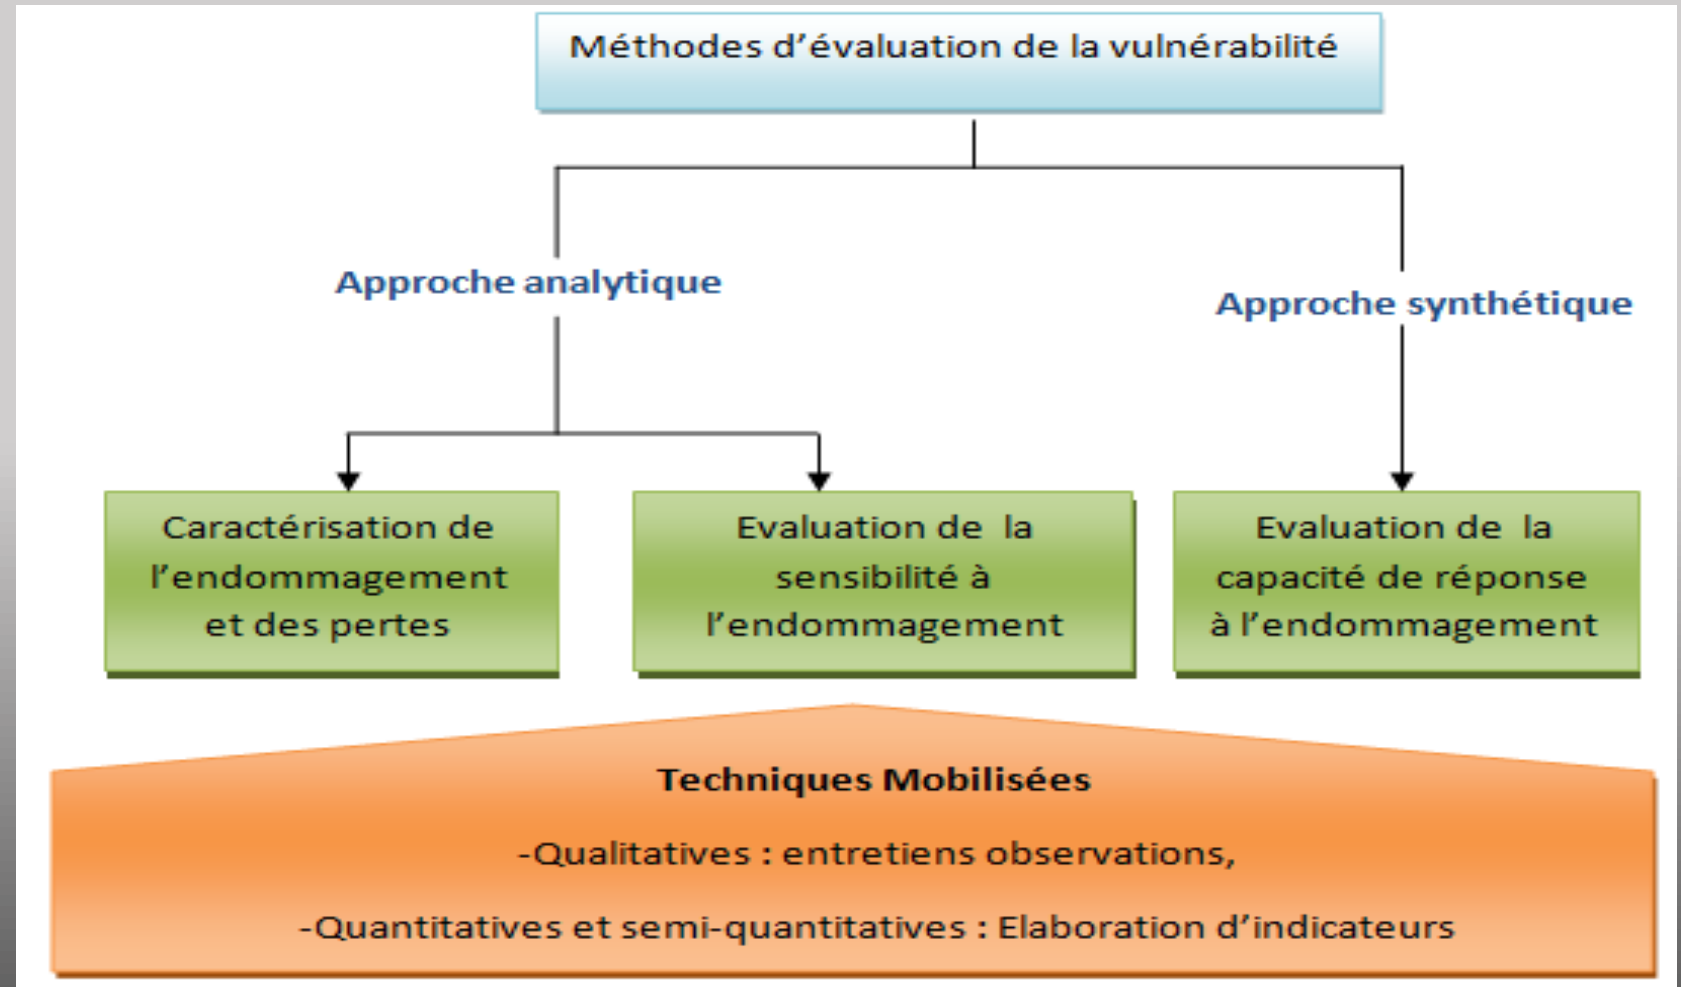 Méthodes d'évaluation de la vulnérabilité
Approche analytique
Approche synthétique
Caractérisation de
l'endommagement
et des pertes
Evaluation de la
sensibilité à
l'endommagement
Evaluation de la
capacité de réponse
à l'endommagement
Techniques Mobilisées
-Qualitatives : entretiens observations,
-Quantitatives et semi-quantitatives : Elaboration d'indicateurs